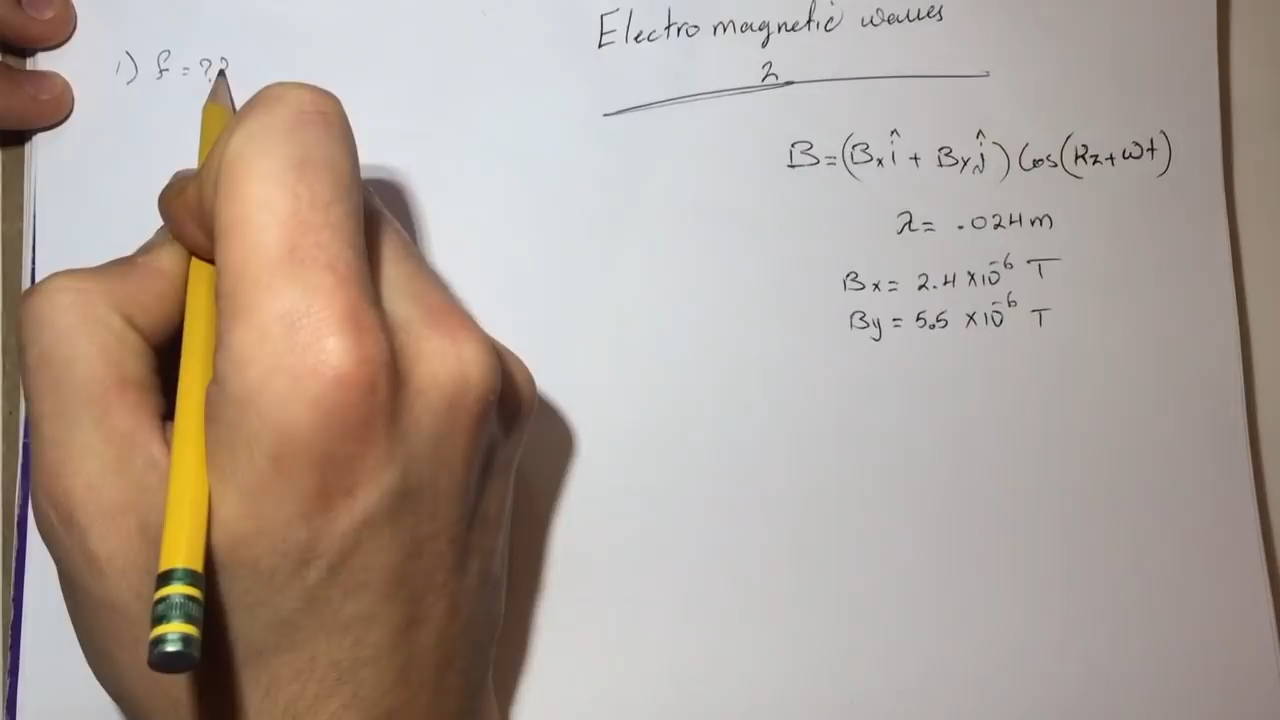 Electro magnetic waves
2
1) f = ??
B = (Bₓ î + Bʏ ĵ) Cos(kz + ωt)
λ = .024 m
Bx = 2.4 × 10⁻⁶ T
By = 5.5 × 10⁻⁶ T